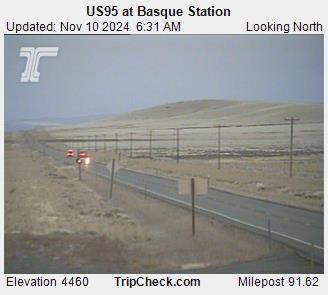 US95 at Basque Station
Updated: Nov 10 2024 6:31 AM Looking North
Elevation 4460 TripCheck.com Milepost 91.62